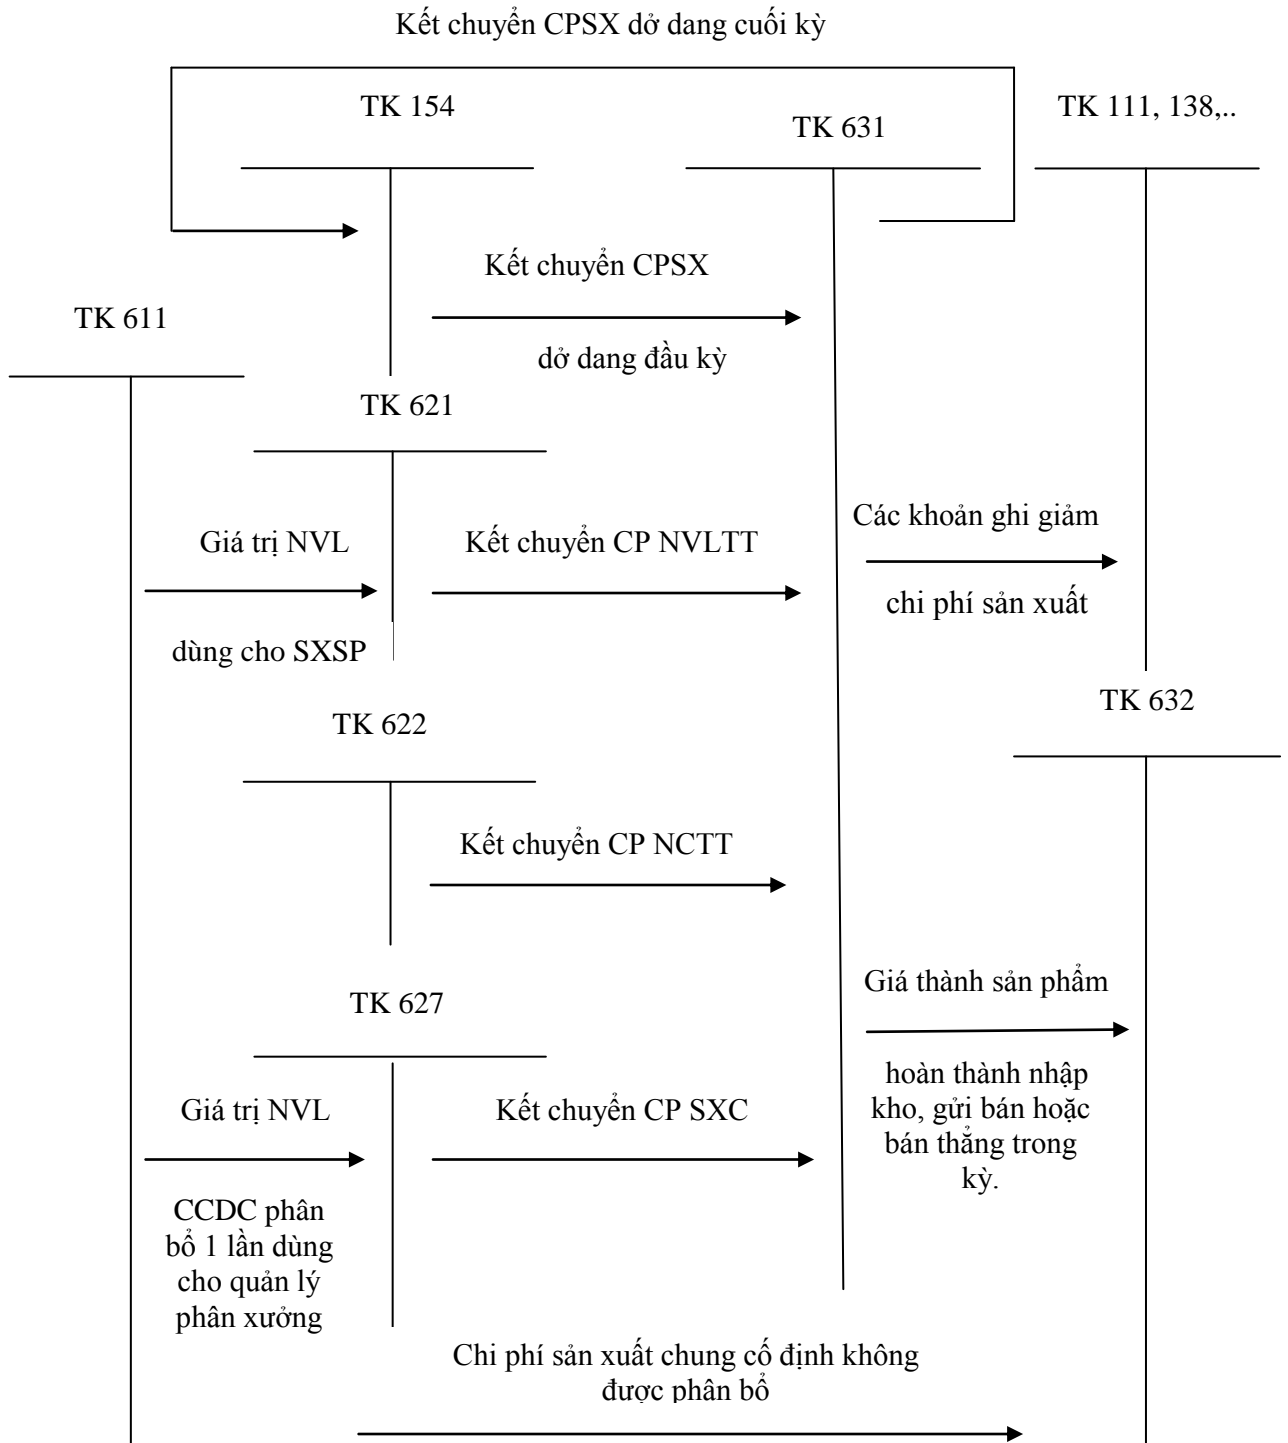 Kết chuyển CPSX dở dang cuối kỳ
TK 154
TK 631
TK 111, 138,..
Kết chuyển CPSX
dở dang đầu kỳ
TK 611
TK 621
Giá trị NVL
dùng cho SXSP
Kết chuyển CP NVLTT
Các khoản ghi giảm
chi phí sản xuất
TK 632
TK 622
Kết chuyển CP NCTT
TK 627
Giá thành sản phẩm
hoàn thành nhập
kho, gửi bán hoặc
bán thẳng trong
kỳ.
Giá trị NVL
CCDC phân
bổ 1 lần dùng
cho quản lý
phân xưởng
Kết chuyển CP SXC
Chi phí sản xuất chung cố định không
được phân bổ